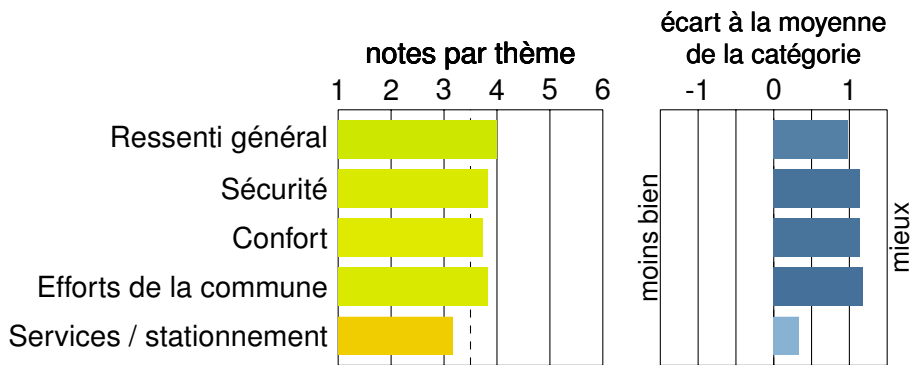 écart à la moyenne
de la catégorie
notes par thème
1 2 3 4 5 6
-1 0 1
Ressenti général
Sécurité
Confort
Efforts de la commune
Services / stationnement
moins bien
mieux